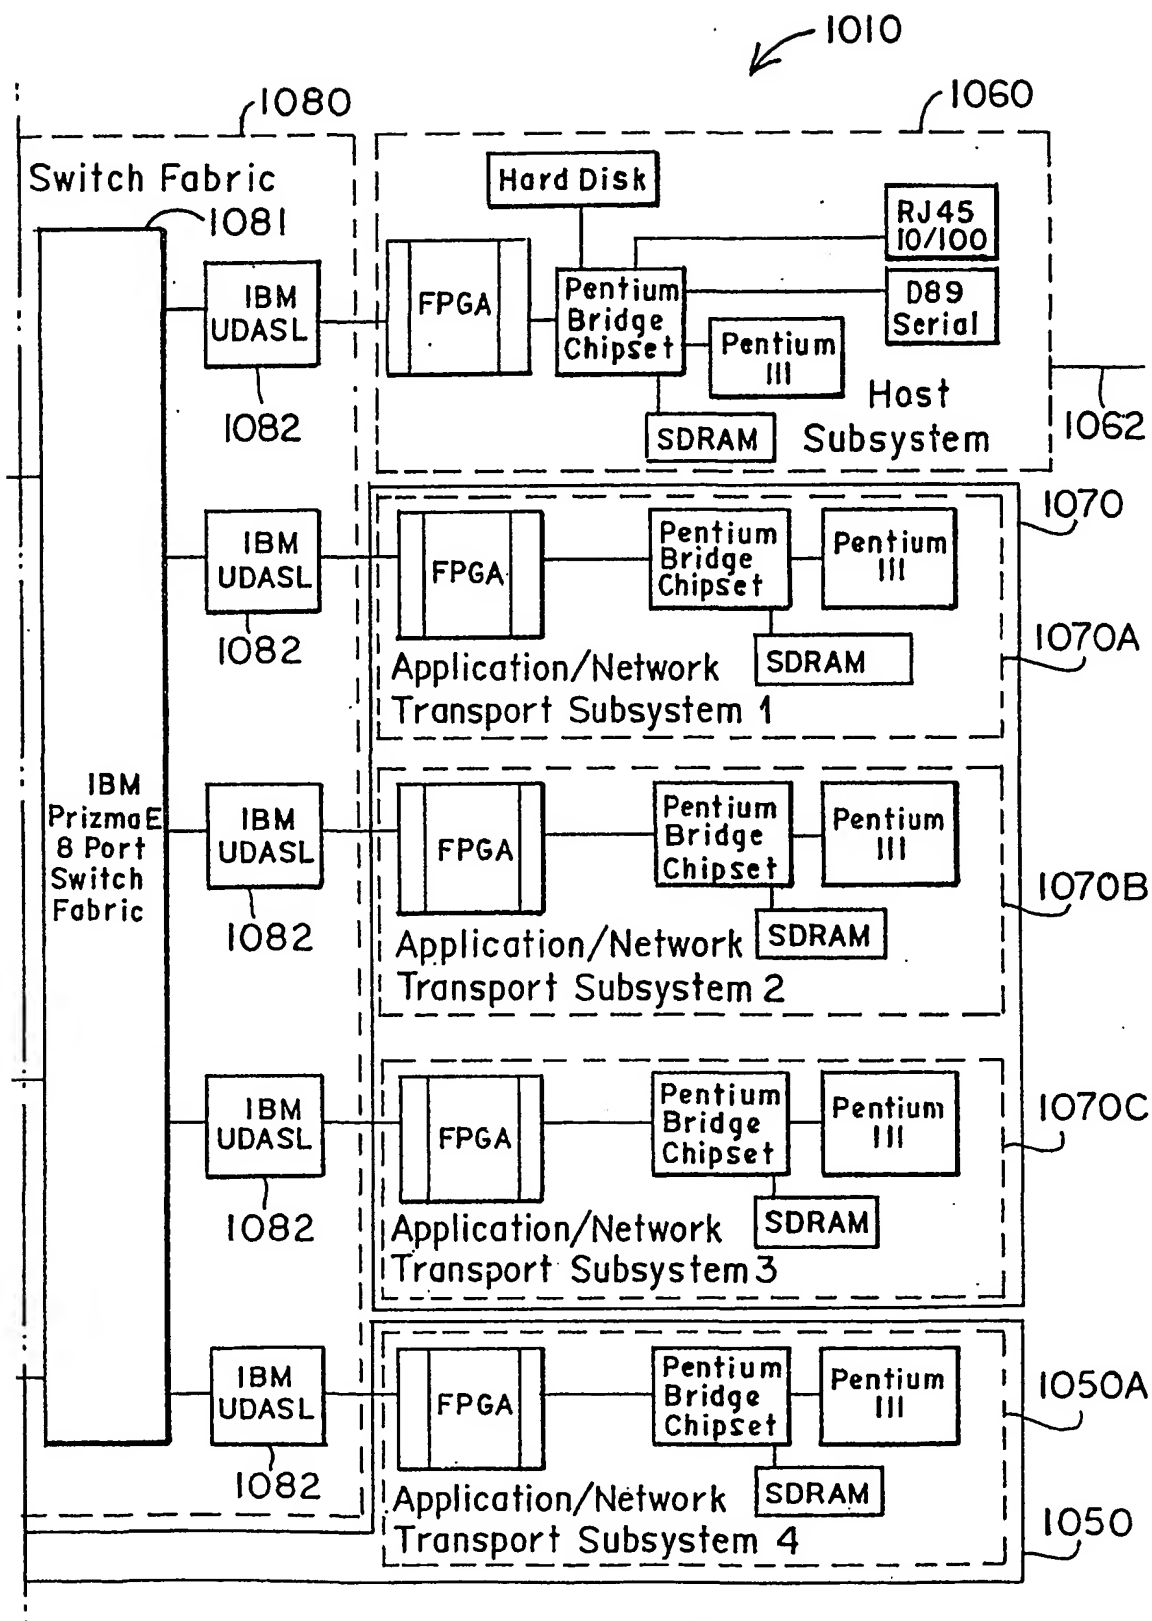 1010
1080
1060
Switch Fabric
1081
Hard Disk
RJ45
10/100
IBM
UDASL
FPGA
Pentium
Bridge
Chipset
D89
Serial
Pentium
III
1082
SDRAM
Host
Subsystem
1062
1070
IBM
UDASL
FPGA
Pentium
Bridge
Chipset
Pentium
III
1082
SDRAM
1070A
Application/Network
Transport Subsystem 1
IBM
PrizmaE
8 Port
Switch
Fabric
IBM
UDASL
FPGA
Pentium
Bridge
Chipset
Pentium
III
1070B
1082
SDRAM
Application/Network
Transport Subsystem 2
IBM
UDASL
FPGA
Pentium
Bridge
Chipset
Pentium
III
1070C
1082
SDRAM
Application/Network
Transport Subsystem 3
IBM
UDASL
FPGA
Pentium
Bridge
Chipset
Pentium
III
1050A
1082
SDRAM
Application/Network
Transport Subsystem 4
1050